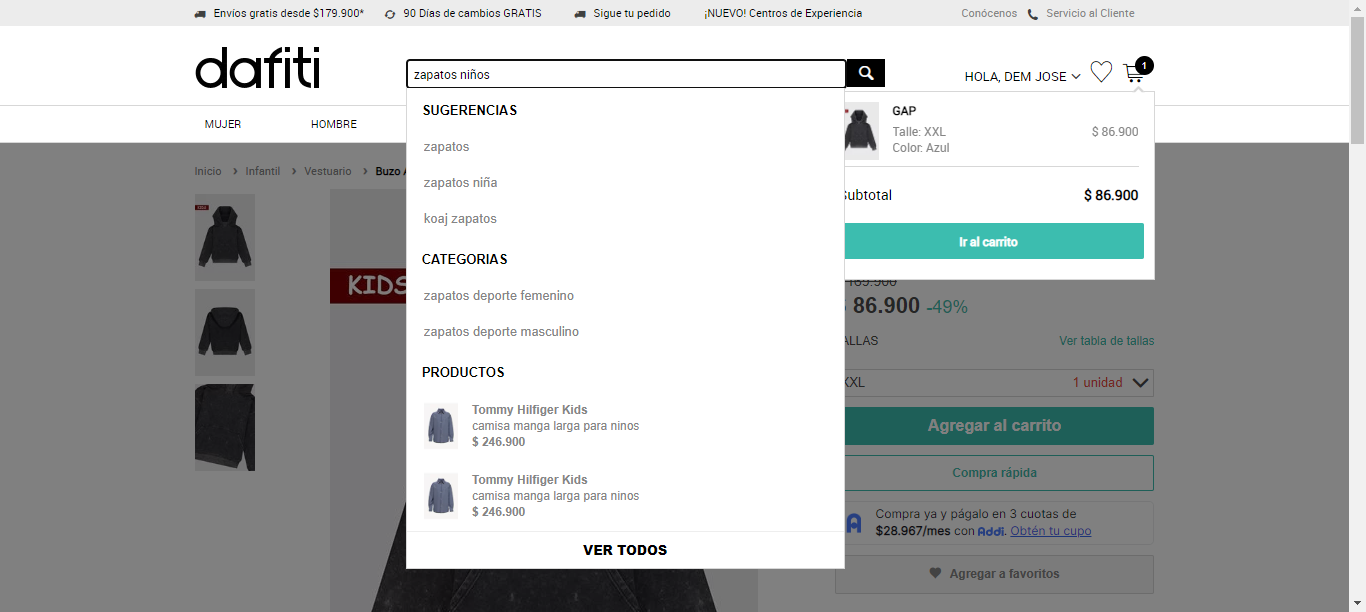 Envíos gratis desde $179.900*
90 Días de cambios GRATIS
Sigue tu pedido
¡NUEVO! Centros de Experiencia
Conócenos
Servicio al Cliente
dafiti
zapatos niños
HOLA, DEM JOSE
1
MUJER
HOMBRE
SUGERENCIAS
zapatos
zapatos niña
koaj zapatos
CATEGORIAS
zapatos deporte femenino
zapatos deporte masculino
PRODUCTOS
Tommy Hilfiger Kids
camisa manga larga para ninos
$ 246.900
Tommy Hilfiger Kids
camisa manga larga para ninos
$ 246.900
VER TODOS
GAP
Talle: XXL
$ 86.900
Color: Azul
Subtotal
$ 86.900
Ir al carrito
Inicio
Infantil
Vestuario
Buzo
KIDS
86.900 -49%
Ver tabla de tallas
XXL
1 unidad
Agregar al carrito
Compra rápida
Compra ya y págalo en 3 cuotas de
$28.967/mes con Addi. Obtén tu cupo
Agregar a favoritos